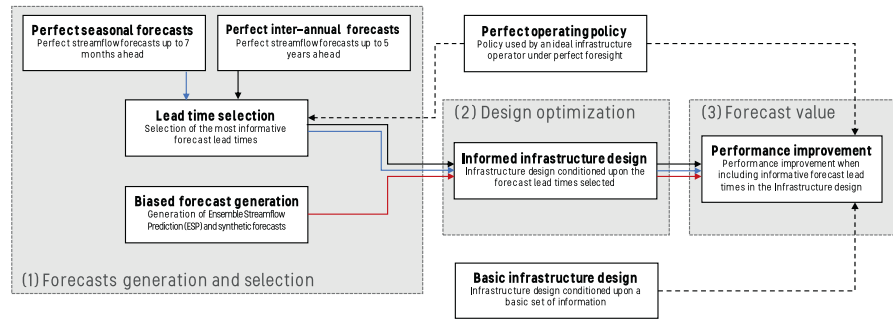 Perfect seasonal forecasts
Perfect streamflow forecasts up to 7
months ahead
Perfect inter-annual forecasts
Perfect streamflow forecasts up to 5
years ahead
Perfect operating policy
Policy used by an ideal infrastructure
operator under perfect foresight
Lead time selection
Selection of the most informative
forecast lead times
(2) Design optimization
(3) Forecast value
Informed infrastructure design
Infrastructure design conditioned upon the
forecast lead times selected
Performance improvement
Performance improvement when
including informative forecast lead
times in the Infrastructure design
Biased forecast generation
Generation of Ensemble Streamflow
Prediction (ESP) and synthetic forecasts
(1) Forecasts generation and selection
Basic infrastructure design
Infrastructure design conditioned upon a
basic set of information